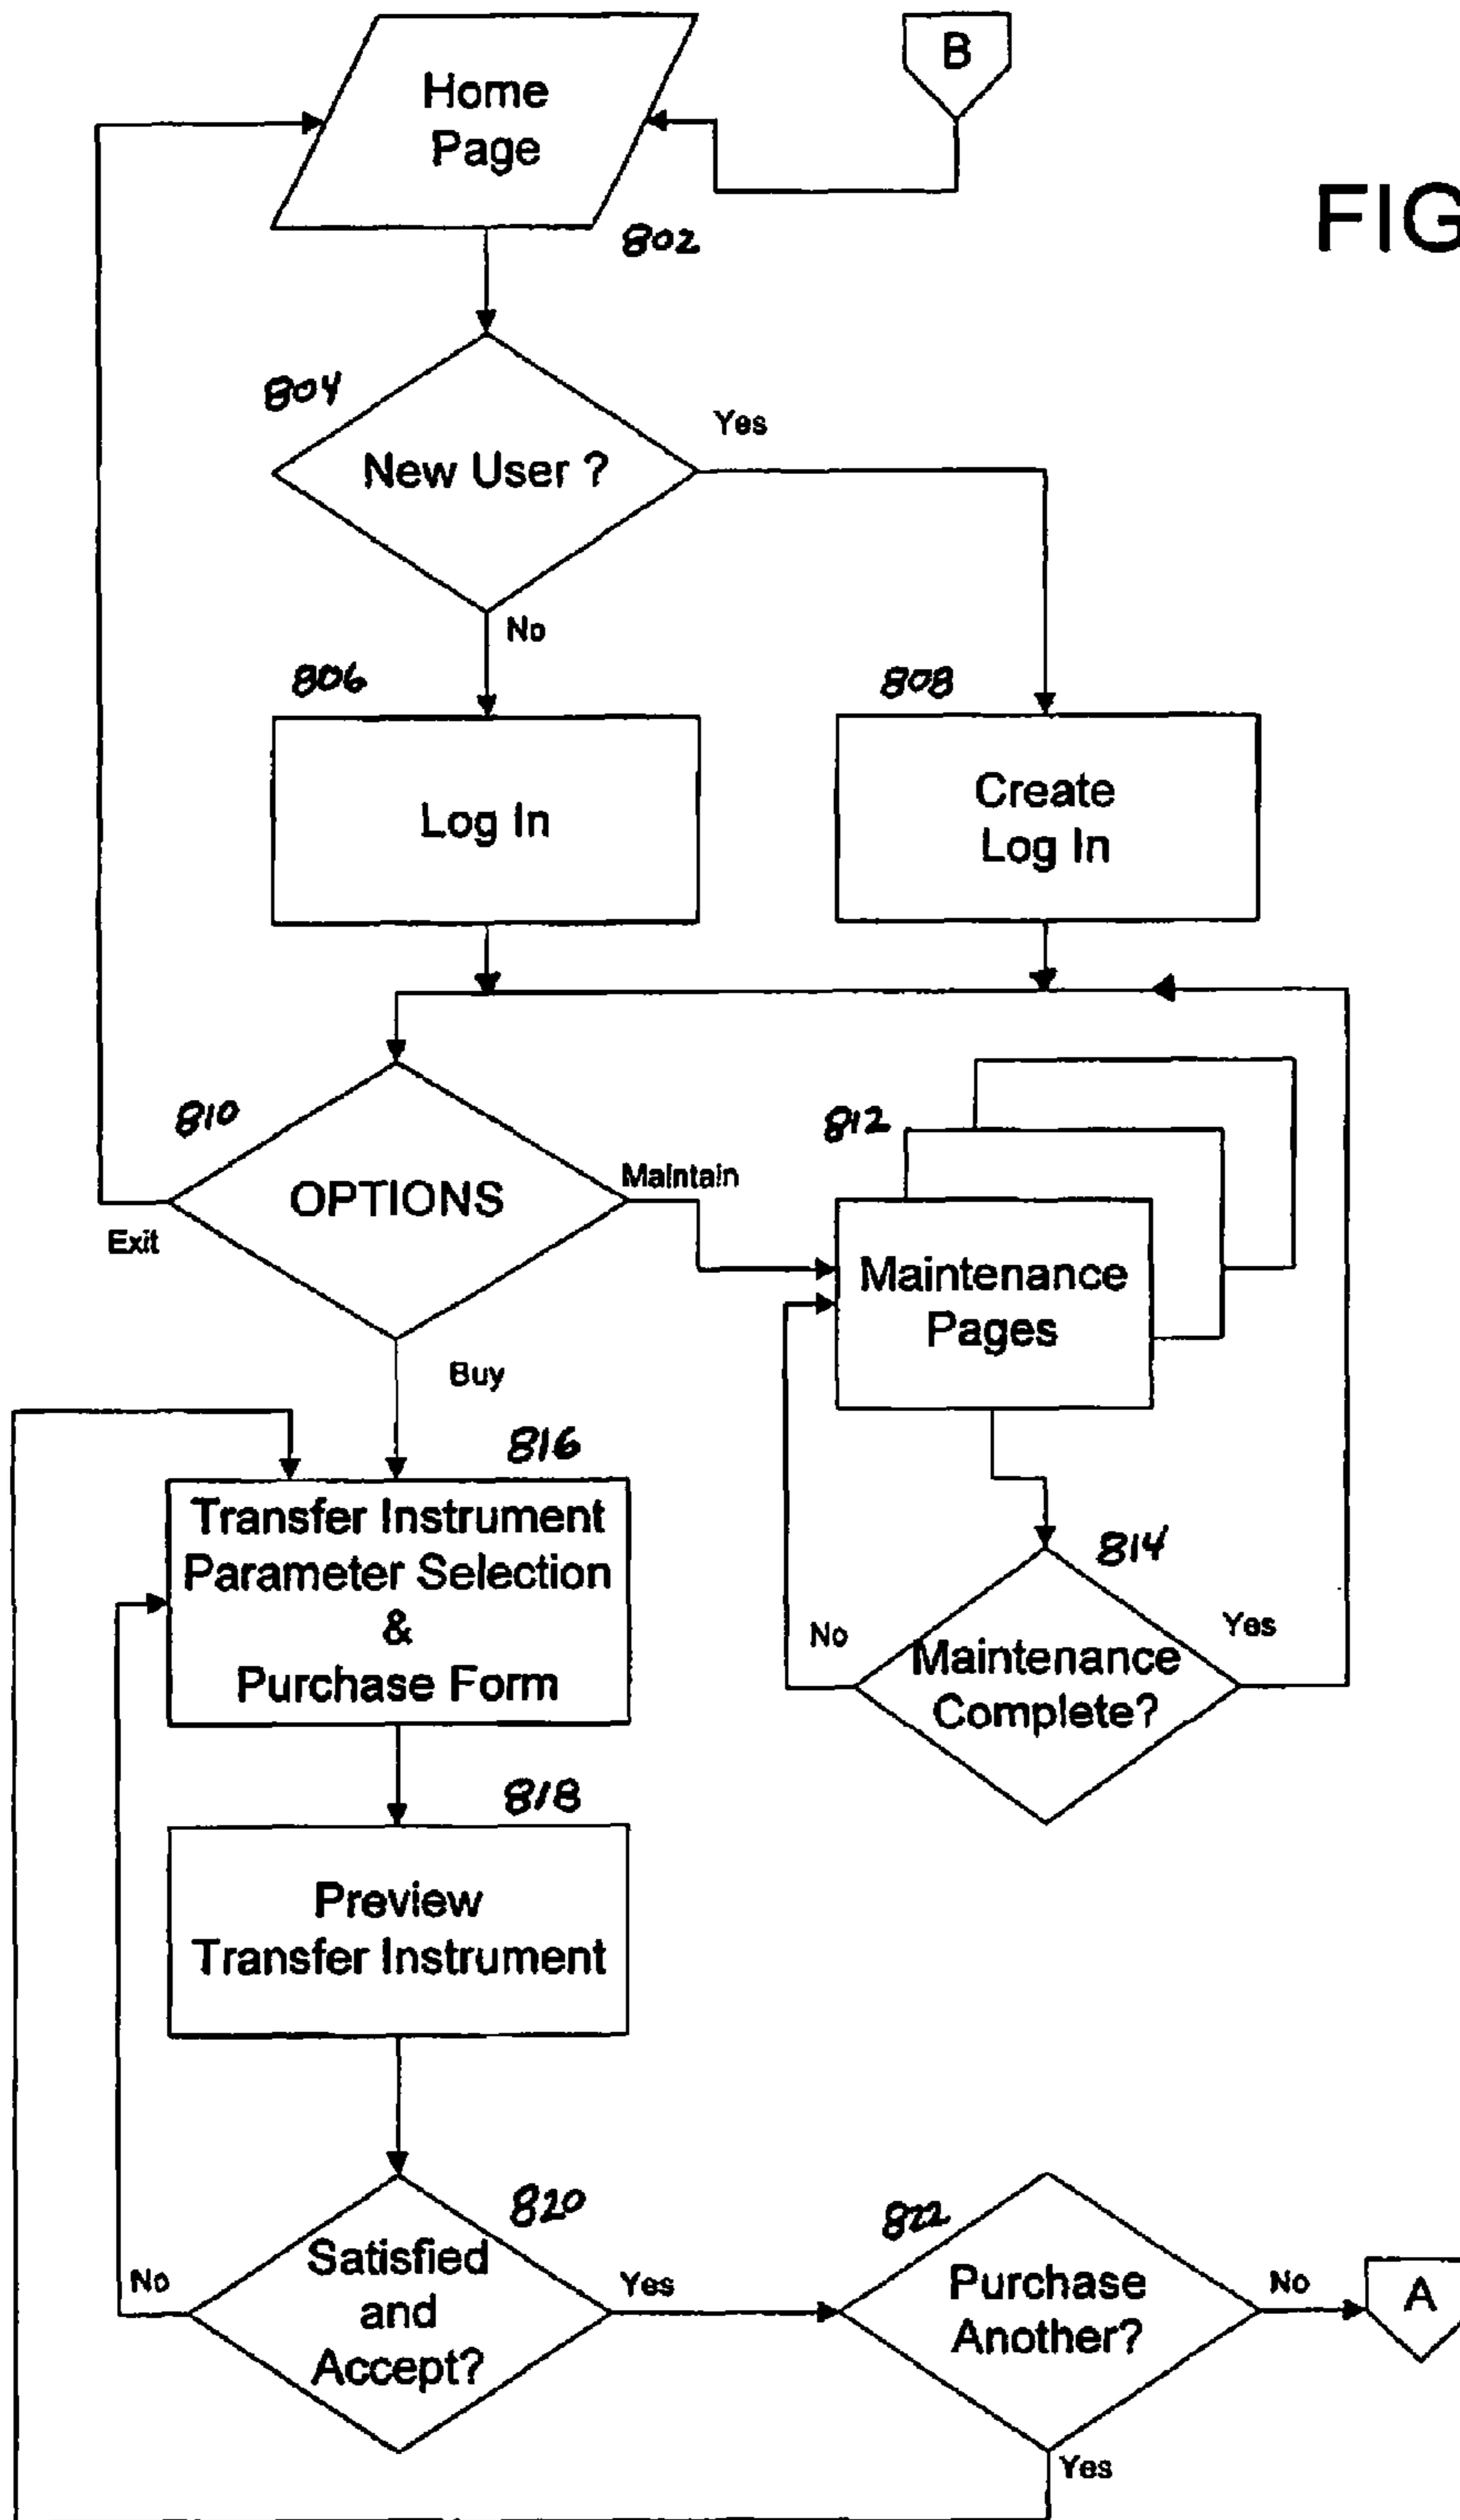 Home
Page
B
FIG
802
804
Yes
New User ?
No
806
808
Log In
Create
Log In
810
812
OPTIONS
Maintain
Exit
Maintenance
Pages
Buy
816
Transfer Instrument
Parameter Selection
&
Purchase Form
814
No
Yes
Maintenance
Complete?
818
Preview
Transfer Instrument
820
822
Satisfied
and
Accept?
No
Yes
Purchase
Another?
No
A
Yes